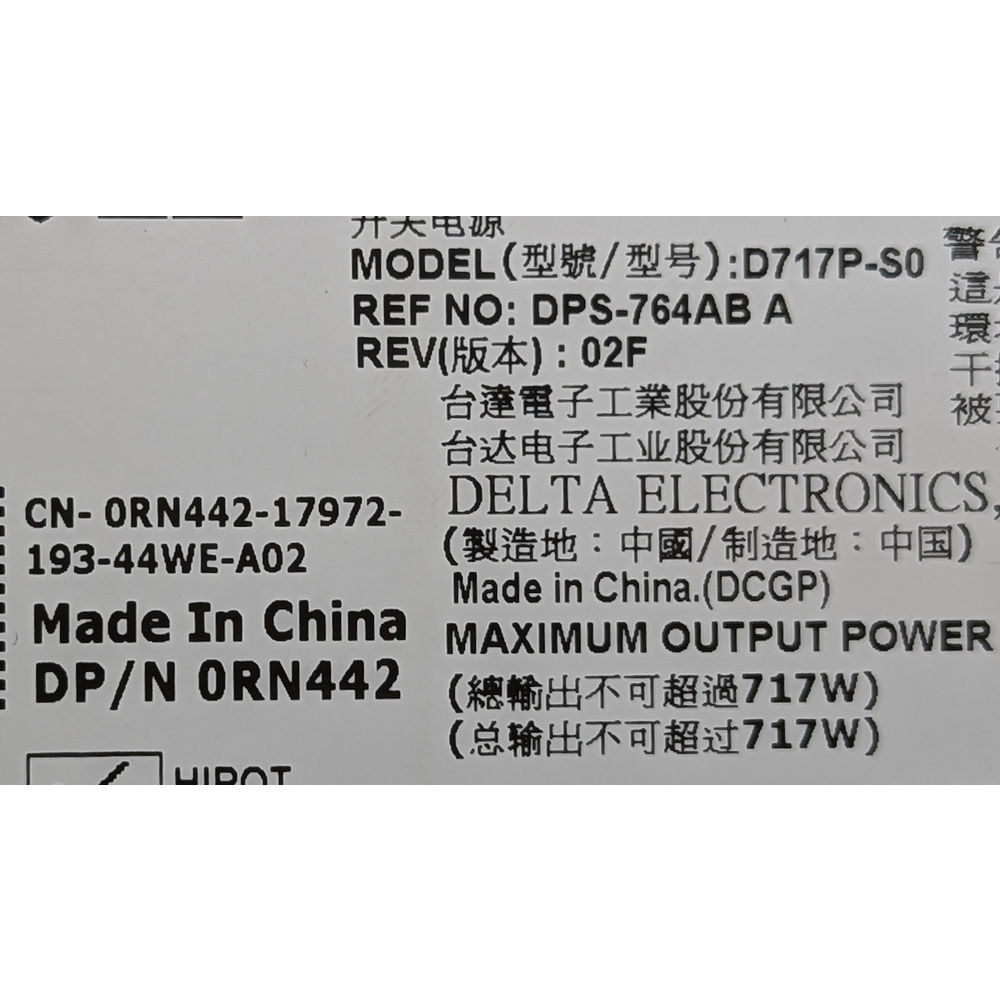 开关电源
MODEL(型號/型号):D717P-S0
REF NO: DPS-764AB A
REV(版本) : 02F
台達電子工業股份有限公司
台达电子工业股份有限公司
DELTA ELECTRONICS,
(製造地：中國/制造地：中国)
Made in China.(DCGP)
MAXIMUM OUTPUT POWER
(總輸出不可超過717W)
(总输出不可超过717W)
警
這
環
干
被
CN- 0RN442-17972-
193-44WE-A02
Made In China
DP/N 0RN442
HIPOT